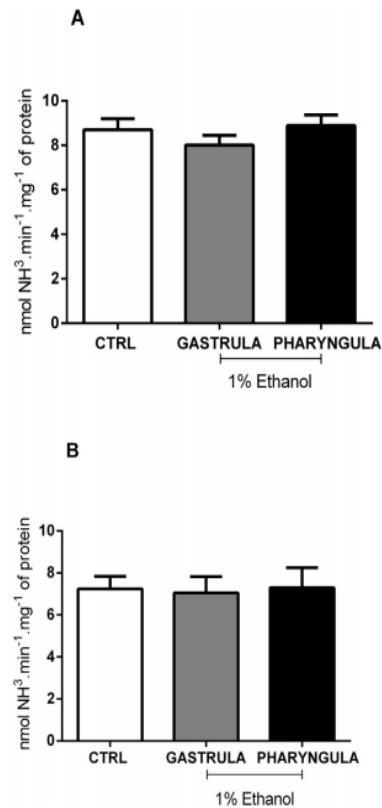 A
nmol NH³.min⁻¹.mg⁻¹ of protein
10
8
6
4
2
0
CTRL GASTRULA PHARYNGULA
1% Ethanol
B
nmol NH³.min⁻¹.mg⁻¹ of protein
10
8
6
4
2
0
CTRL GASTRULA PHARYNGULA
1% Ethanol